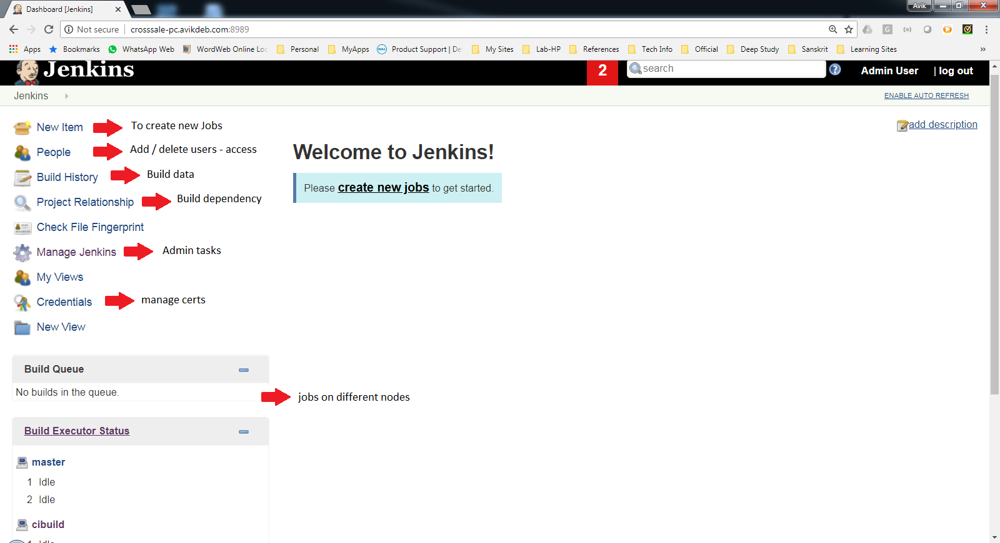 Dashboard [Jenkins]
Avik
Not secure
crosssale-pc.avikdeb.com:8989
Apps
Bookmarks
WhatsApp Web
WordWeb Online Loc
Personal
MyApps
Product Support | De
My Sites
Lab-HP
References
Tech Info
Official
Deep Study
Sanskrit
Learning Sites
Jenkins
2
search
Admin User
| log out
Jenkins
ENABLE AUTO REFRESH
New Item
To create new Jobs
add description
People
Add / delete users - access
Welcome to Jenkins!
Build History
Build data
Please create new jobs to get started.
Project Relationship
Build dependency
Check File Fingerprint
Manage Jenkins
Admin tasks
My Views
Credentials
manage certs
New View
Build Queue
No builds in the queue.
jobs on different nodes
Build Executor Status
master
1 Idle
2 Idle
cibuild
1 Idle